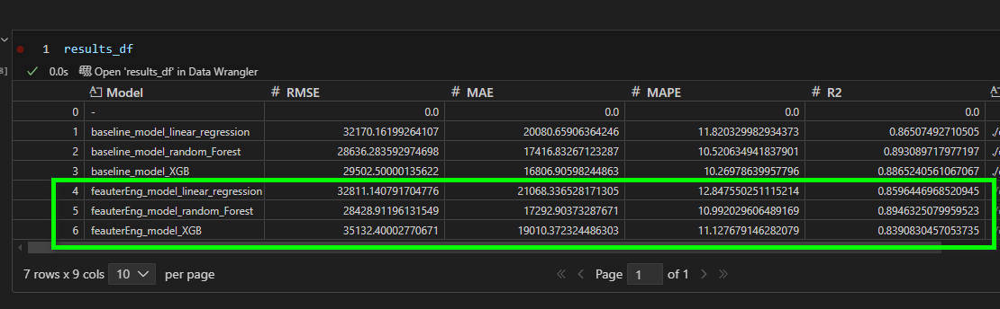 1 results_df
8]
0.0s Open 'results_df' in Data Wrangler
Model # RMSE # MAE # MAPE # R2
0 - 0.0 0.0 0.0 0.0
1 baseline_model_linear_regression 32170.16199264107 20080.65906364246 11.820329982934373 0.86507492710505 ./
2 baseline_model_random_Forest 28636.283592974698 17416.83267123287 10.520634941837901 0.893089717977197 ./
3 baseline_model_XGB 29502.50000135622 16806.90598244863 10.26978639957796 0.8865240561067067 ./
4 feauterEng_model_linear_regression 32811.140791704776 21068.336528171305 12.847550251115214 0.8596446968520945
5 feauterEng_model_random_Forest 28428.91196131549 17292.90373287671 10.992029606489169 0.8946325079959523
6 feauterEng_model_XGB 35132.40002770671 19010.372324486303 11.127679146282079 0.8390830457053735
7 rows x 9 cols 10 per page « < Page 1 of 1 > »